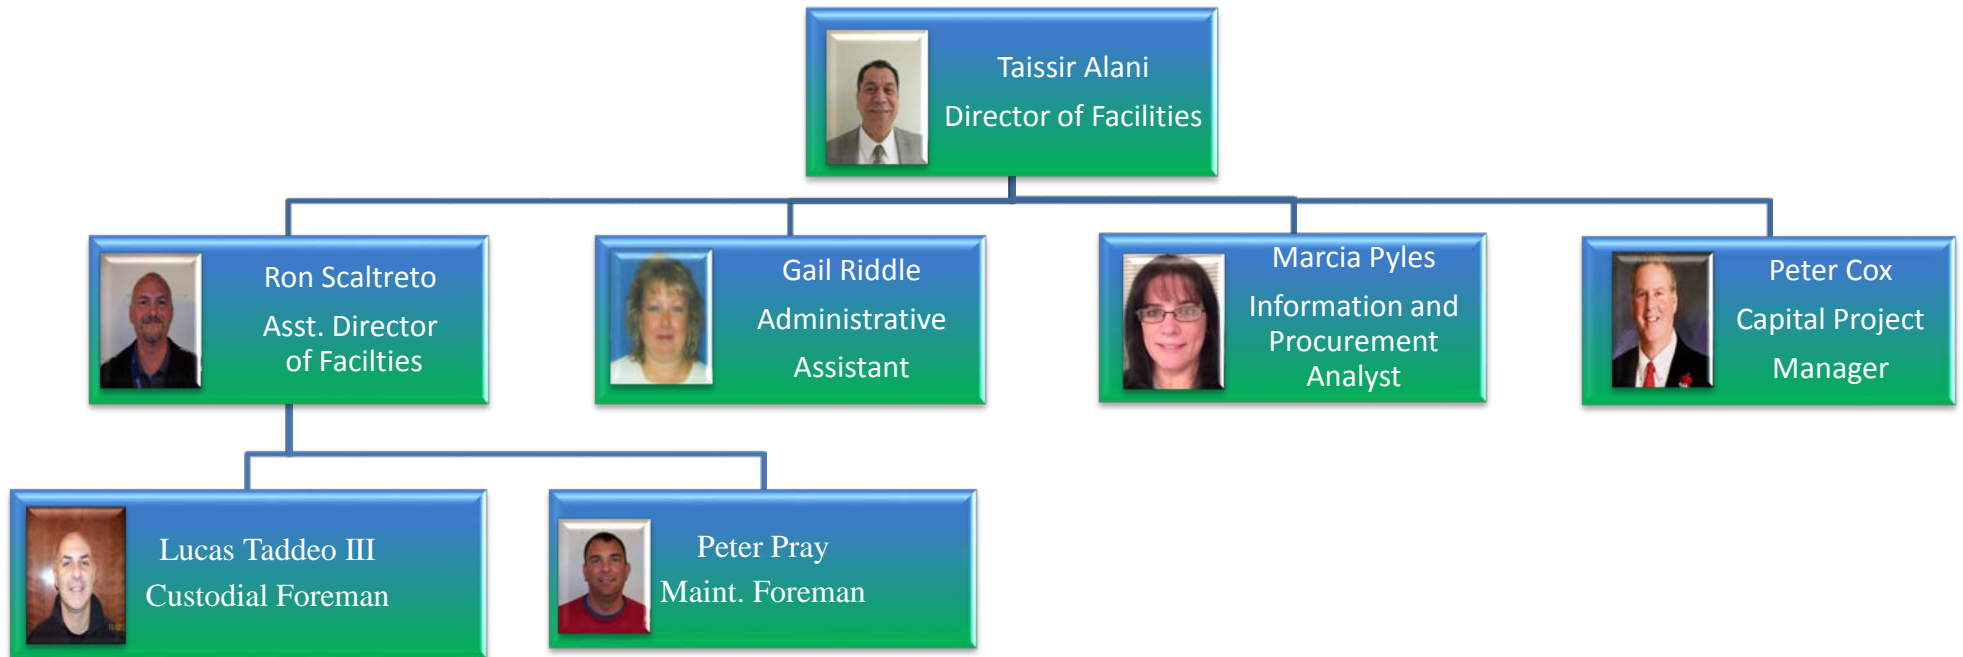 Taissir Alani
Director of Facilities
Ron Scaltreto
Asst. Director
of Facilties
Gail Riddle
Administrative
Assistant
Marcia Pyles
Information and
Procurement
Analyst
Peter Cox
Capital Project
Manager
Lucas Taddeo III
Custodial Foreman
Peter Pray
Maint. Foreman